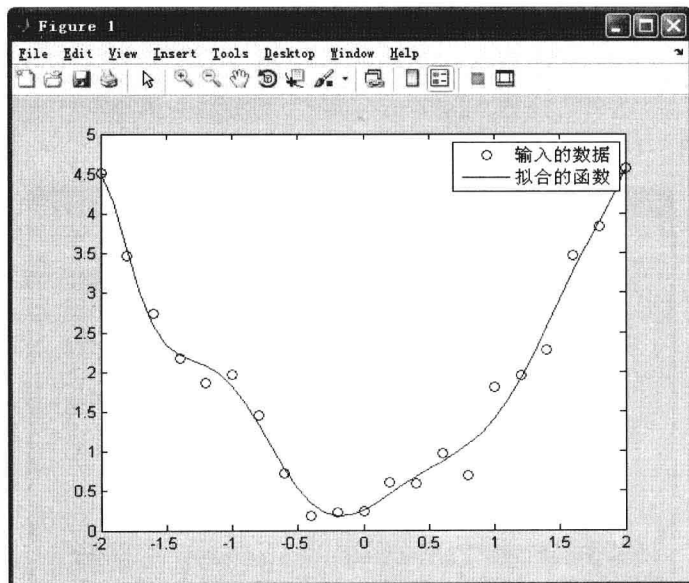 Figure 1
File Edit View Insert Tools Desktop Window Help
输入的数据
拟合的函数
5
4.5
4
3.5
3
2.5
2
1.5
1
0.5
0
-2 -1.5 -1 -0.5 0 0.5 1 1.5 2